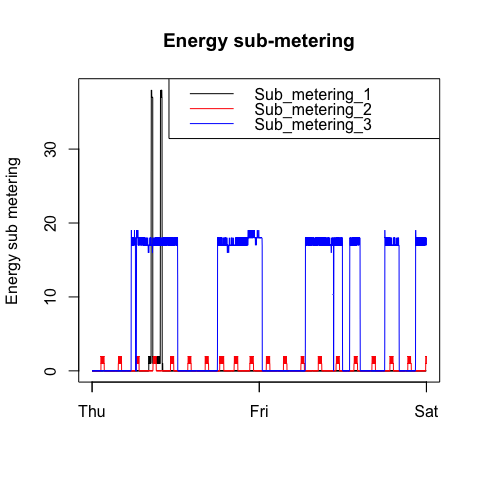 Energy sub-metering
Sub_metering_1
Sub_metering_2
Sub_metering_3
Energy sub metering
30
20
10
0
Thu Fri Sat